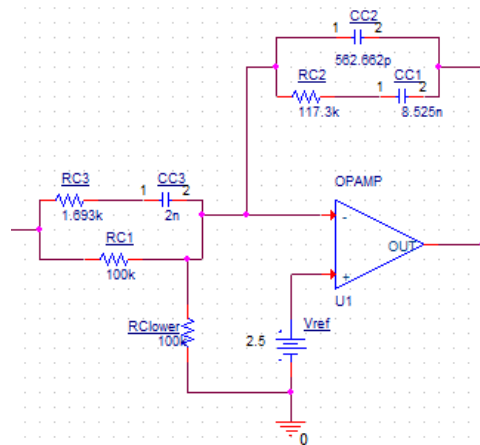 CC2
1 2
562.662p
RC2
117.3k
CC1
1 2
8.525n
OPAMP
RC3
1.693k
CC3
1 2
2n
RC1
100k
-
OUT
+
U1
RClower
100k
2.5
Vref
0